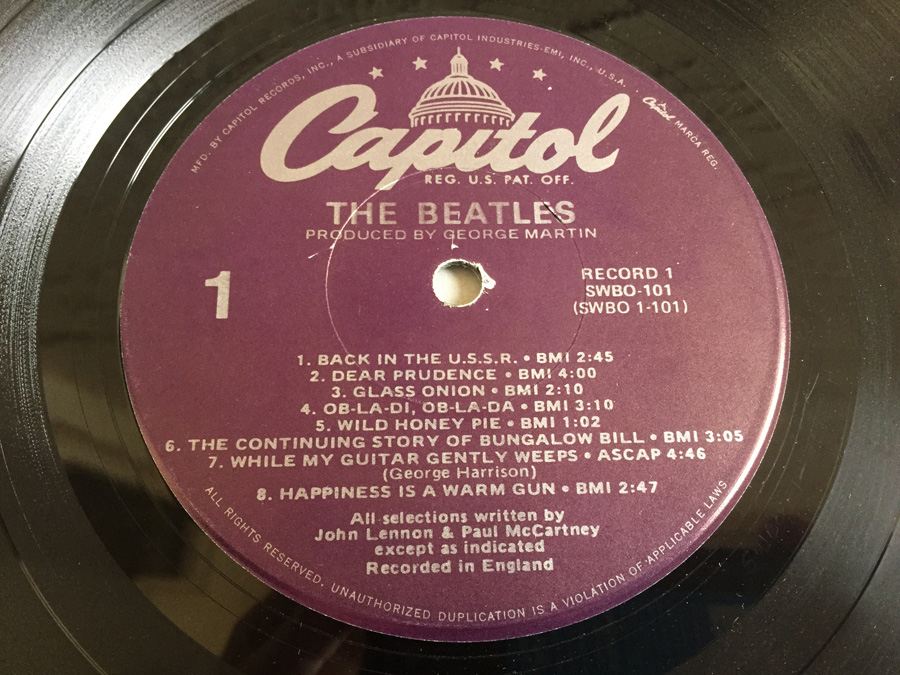 MFD. BY CAPITOL RECORDS, INC., A SUBSIDIARY OF CAPITOL INDUSTRIES-EMI, INC., U.S.A.
Capitol MARCA REG.
Capitol
REG. U.S. PAT. OFF.
THE BEATLES
PRODUCED BY GEORGE MARTIN
1
RECORD 1
SWBO-101
(SWBO 1-101)
1. BACK IN THE U.S.S.R. • BMI 2:45
2. DEAR PRUDENCE • BMI 4:00
3. GLASS ONION • BMI 2:10
4. OB-LA-DI, OB-LA-DA • BMI 3:10
5. WILD HONEY PIE • BMI 1:02
6. THE CONTINUING STORY OF BUNGALOW BILL • BMI 3:05
7. WHILE MY GUITAR GENTLY WEEPS • ASCAP 4:46
(George Harrison)
8. HAPPINESS IS A WARM GUN • BMI 2:47
All selections written by
John Lennon & Paul McCartney
except as indicated
Recorded in England
ALL RIGHTS RESERVED. UNAUTHORIZED DUPLICATION IS A VIOLATION OF APPLICABLE LAWS